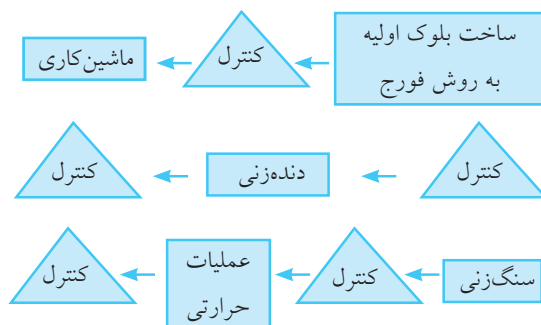 ساخت بلوک اولیه
به روش فورج
کنترل
ماشین‌کاری
کنترل
دنده‌زنی
کنترل
سنگ‌زنی
کنترل
عملیات
حرارتی
کنترل